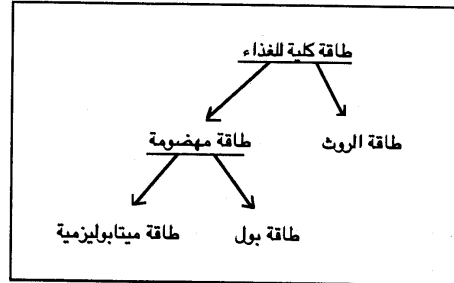 طاقة كلية للغذاء
طاقة مهضومة
طاقة الروث
طاقة ميتابوليزمية
طاقة بول